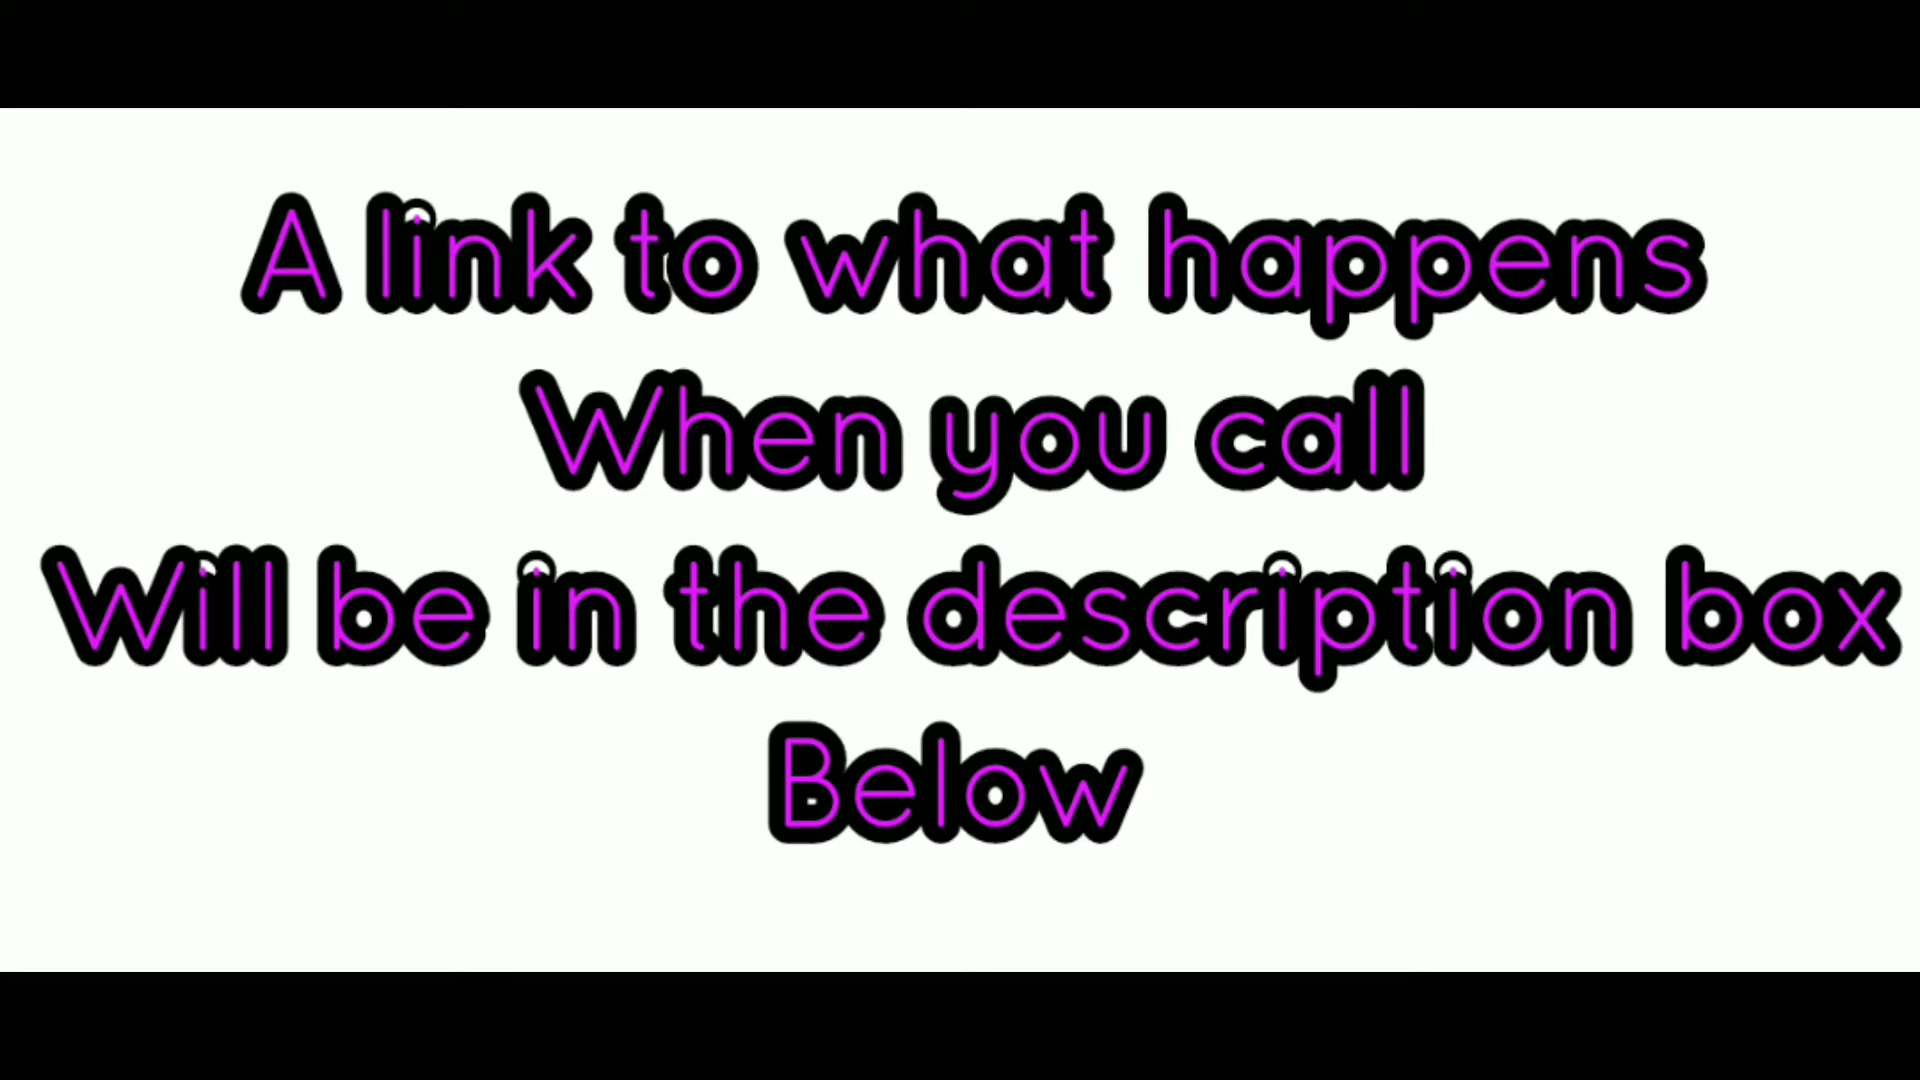 A link to what happens
When you call
Will be in the description box
Below